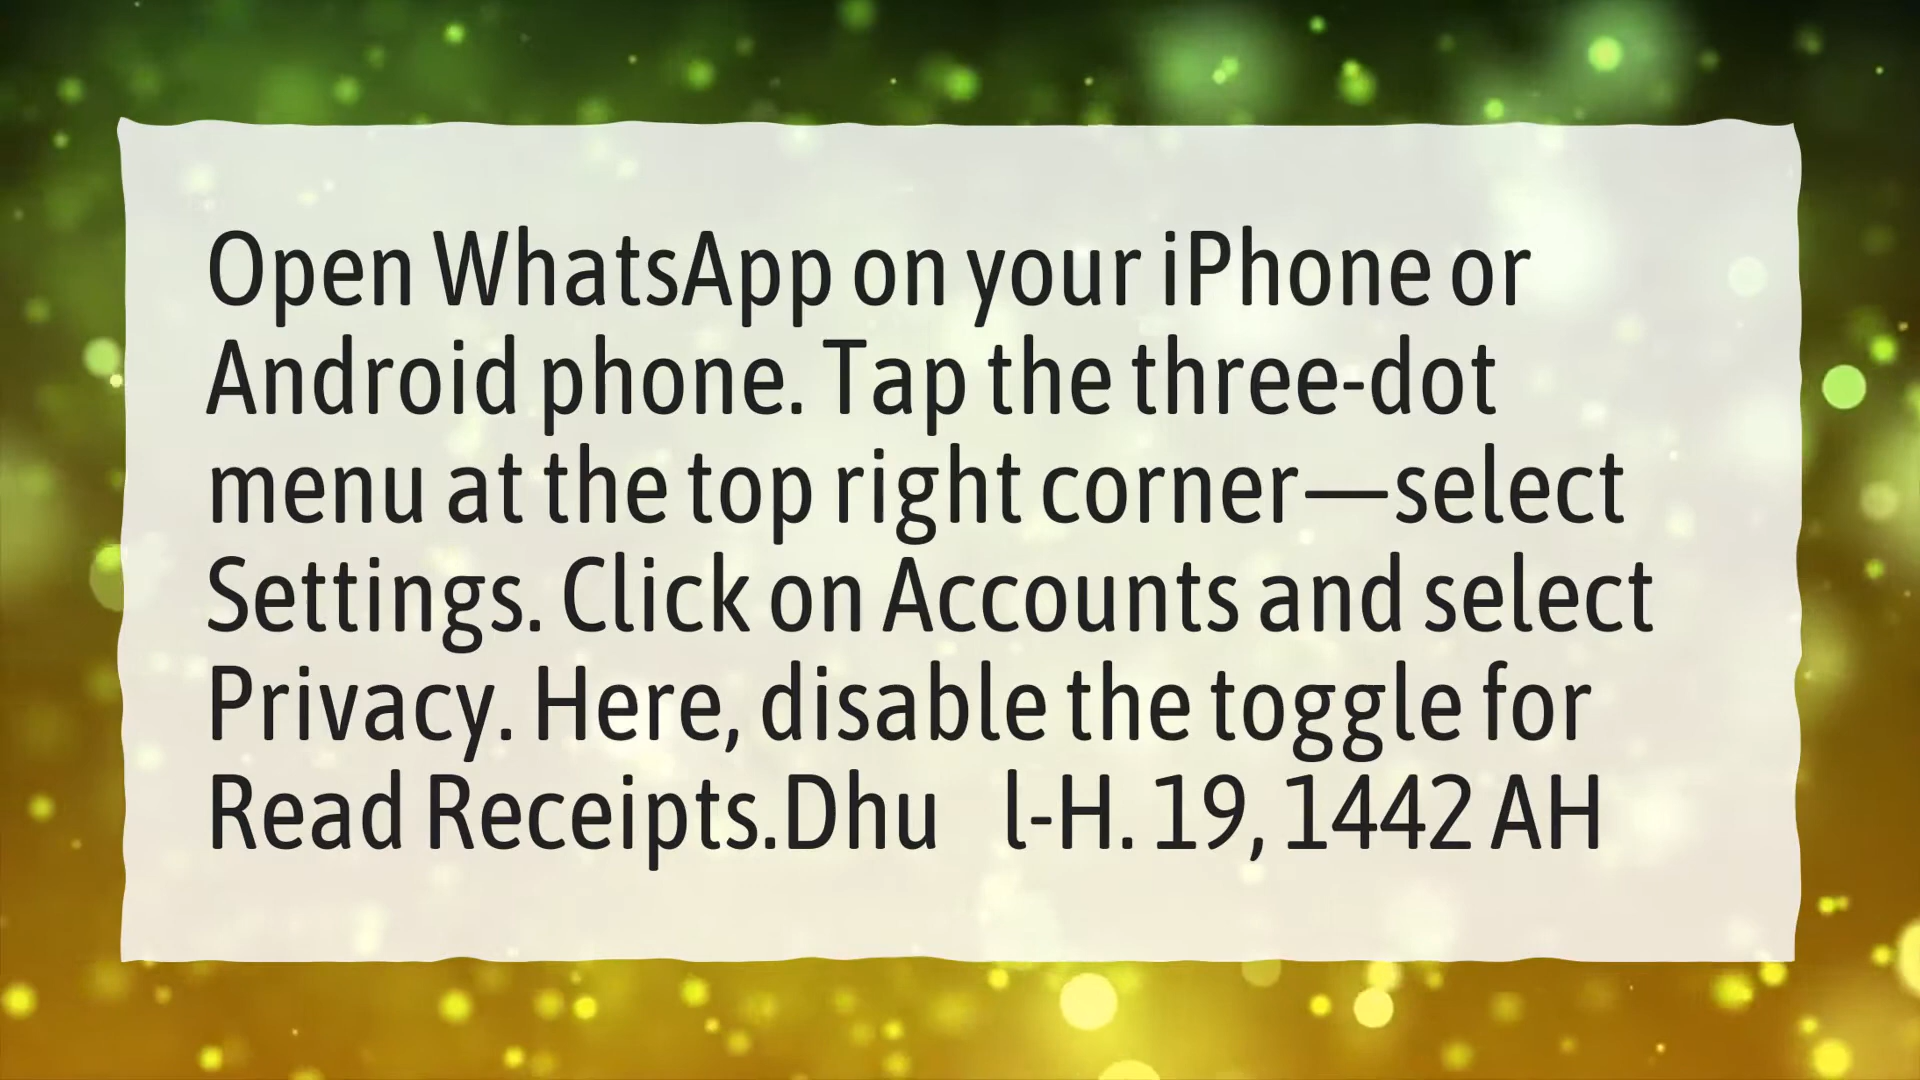 Open WhatsApp on your iPhone or
Android phone. Tap the three-dot
menu at the top right corner—select
Settings. Click on Accounts and select
Privacy. Here, disable the toggle for
Read Receipts.Dhu l-H. 19, 1442 AH